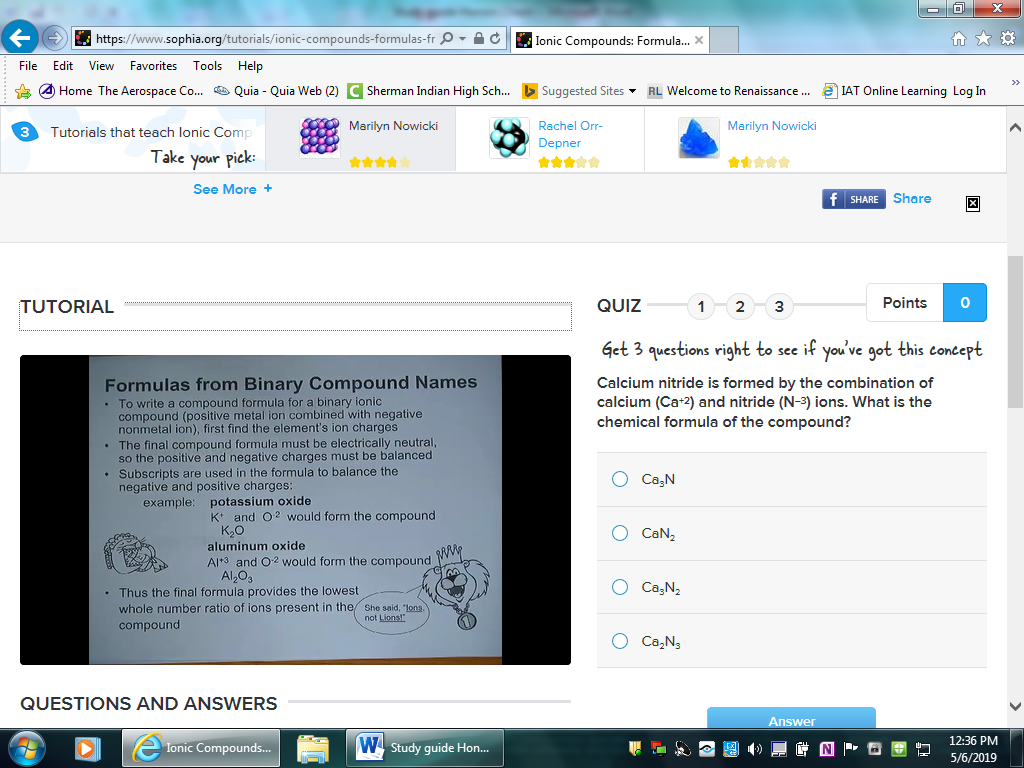 https://www.sophia.org/tutorials/ionic-compounds-formulas-fr
Ionic Compounds: Formula...
File Edit View Favorites Tools Help
Home The Aerospace Co... Quia - Quia Web (2) Sherman Indian High Sch... Suggested Sites Welcome to Renaissance ... IAT Online Learning Log In
3 Tutorials that teach Ionic Comp
Take your pick:
Marilyn Nowicki
Rachel Orr-
Depner
Marilyn Nowicki
See More +
f SHARE Share
TUTORIAL
Formulas from Binary Compound Names
• To write a compound formula for a binary ionic
compound (positive metal ion combined with negative
nonmetal ion), first find the element's ion charges
• The final compound formula must be electrically neutral,
so the positive and negative charges must be balanced
• Subscripts are used in the formula to balance the
negative and positive charges:
example: potassium oxide
K⁺ and O⁻² would form the compound
K₂O
aluminum oxide
Al⁺³ and O⁻² would form the compound
Al₂O₃
• Thus the final formula provides the lowest
whole number ratio of ions present in the
compound
She said, "Ions,
not Lions!"
1
QUIZ 1 2 3 Points 0
Get 3 questions right to see if you've got this concept
Calcium nitride is formed by the combination of
calcium (Ca⁺²) and nitride (N⁻³) ions. What is the
chemical formula of the compound?
Ca₃N
CaN₂
Ca₃N₂
Ca₂N₃
Answer
QUESTIONS AND ANSWERS
Ionic Compounds...
Study guide Hon...
12:36 PM
5/6/2019